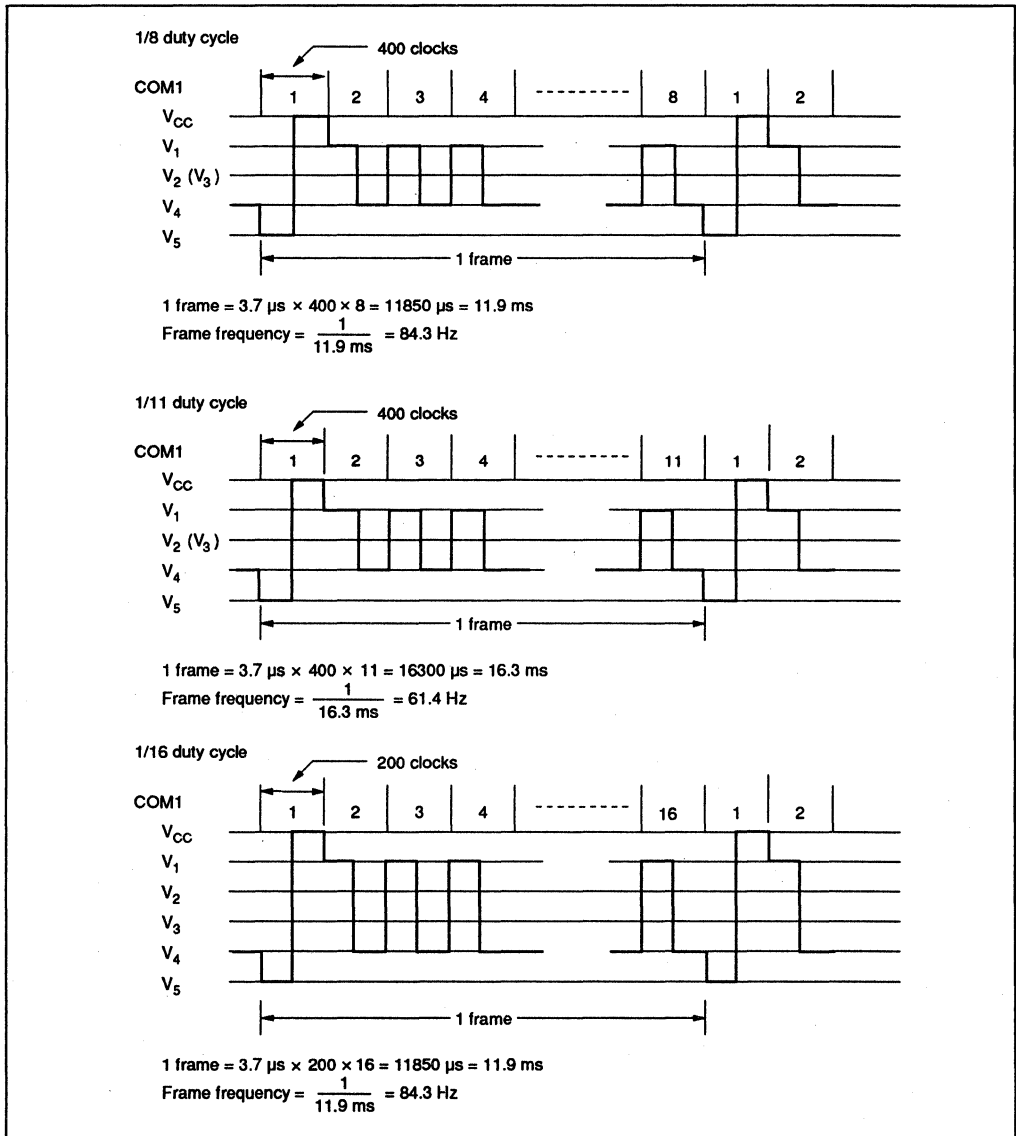 1/8 duty cycle
400 clocks
COM1
1 2 3 4 8 1 2
VCC
V1
V2 (V3)
V4
V5
1 frame
1 frame = 3.7 µs × 400 × 8 = 11850 µs = 11.9 ms
Frame frequency = 1 / 11.9 ms = 84.3 Hz
1/11 duty cycle
400 clocks
COM1
1 2 3 4 11 1 2
VCC
V1
V2 (V3)
V4
V5
1 frame
1 frame = 3.7 µs × 400 × 11 = 16300 µs = 16.3 ms
Frame frequency = 1 / 16.3 ms = 61.4 Hz
1/16 duty cycle
200 clocks
COM1
1 2 3 4 16 1 2
VCC
V1
V2
V3
V4
V5
1 frame
1 frame = 3.7 µs × 200 × 16 = 11850 µs = 11.9 ms
Frame frequency = 1 / 11.9 ms = 84.3 Hz